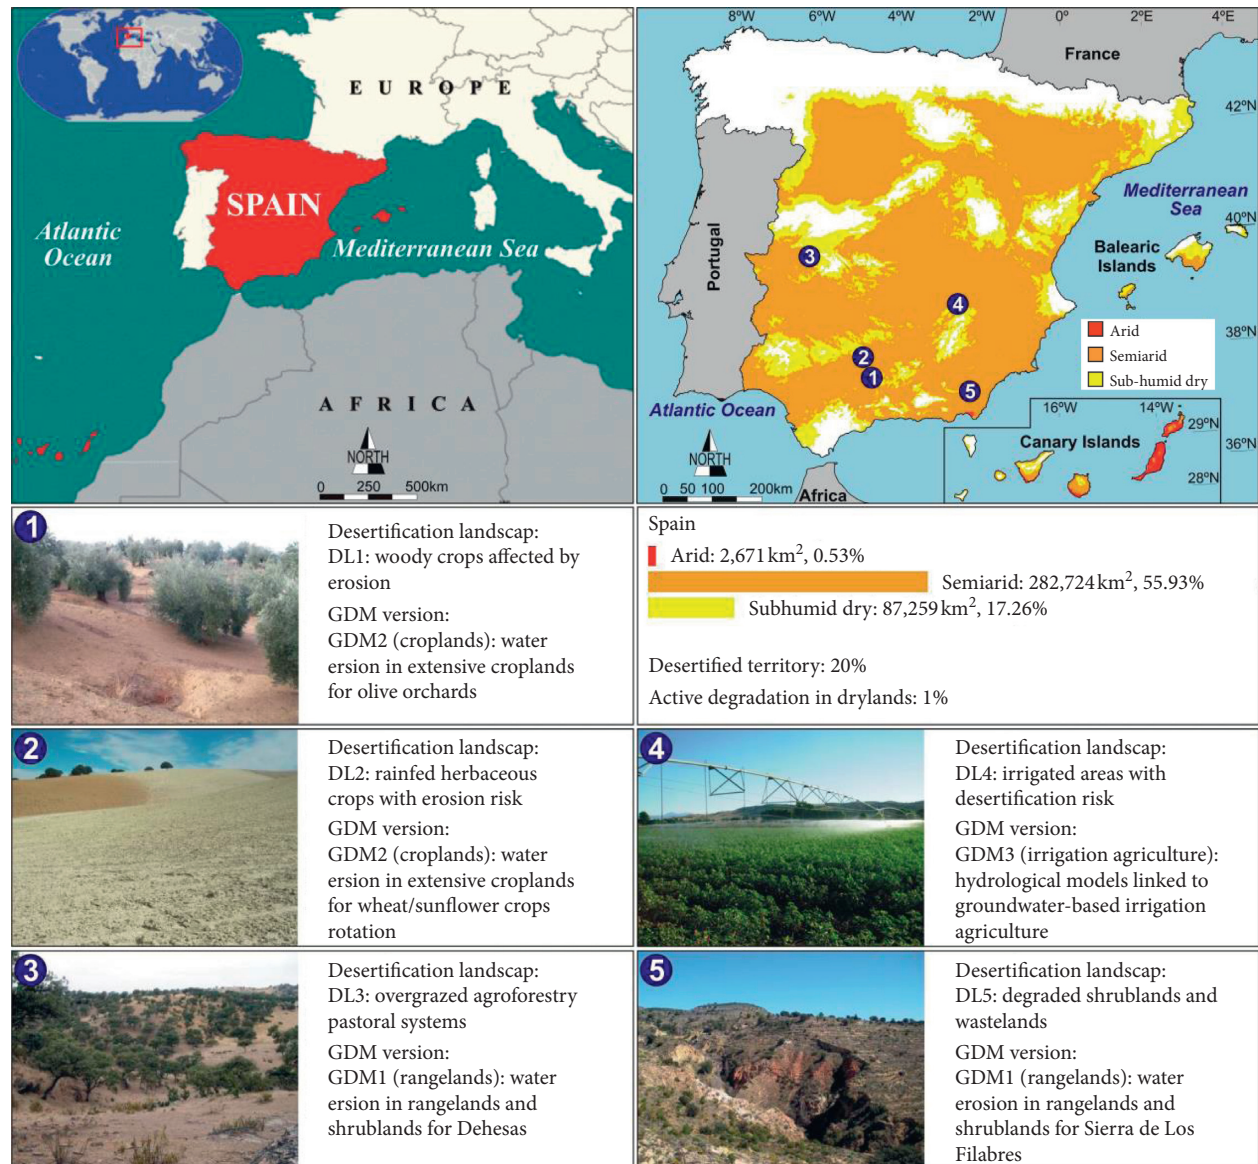 E U R O P E
SPAIN
Atlantic
Ocean
Mediterranean Sea
A F R I C A
NORTH
0 250 500km
8ºW 6ºW 4ºW 2ºW 0º 2ºE 4ºE
France
42ºN
Mediterranean
Sea
40ºN
Balearic
Islands
Portugal
3
4
38ºN
Arid
Semiarid
Sub-humid dry
2
1
5
Atlantic Ocean
16ºW 14ºW
29ºN
Canary Islands
36ºN
28ºN
NORTH
0 50 100 200km
Africa
1
Desertification landscap:
DL1: woody crops affected by
erosion
GDM version:
GDM2 (croplands): water
ersion in extensive croplands
for olive orchards
Spain
Arid: 2,671 km², 0.53%
Semiarid: 282,724 km², 55.93%
Subhumid dry: 87,259 km², 17.26%
Desertified territory: 20%
Active degradation in drylands: 1%
2
Desertification landscap:
DL2: rainfed herbaceous
crops with erosion risk
GDM version:
GDM2 (croplands): water
ersion in extensive croplands
for wheat/sunflower crops
rotation
4
Desertification landscap:
DL4: irrigated areas with
desertification risk
GDM version:
GDM3 (irrigation agriculture):
hydrological models linked to
groundwater-based irrigation
agriculture
3
Desertification landscap:
DL3: overgrazed agroforestry
pastoral systems
GDM version:
GDM1 (rangelands): water
ersion in rangelands and
shrublands for Dehesas
5
Desertification landscap:
DL5: degraded shrublands and
wastelands
GDM version:
GDM1 (rangelands): water
erosion in rangelands and
shrublands for Sierra de Los
Filabres